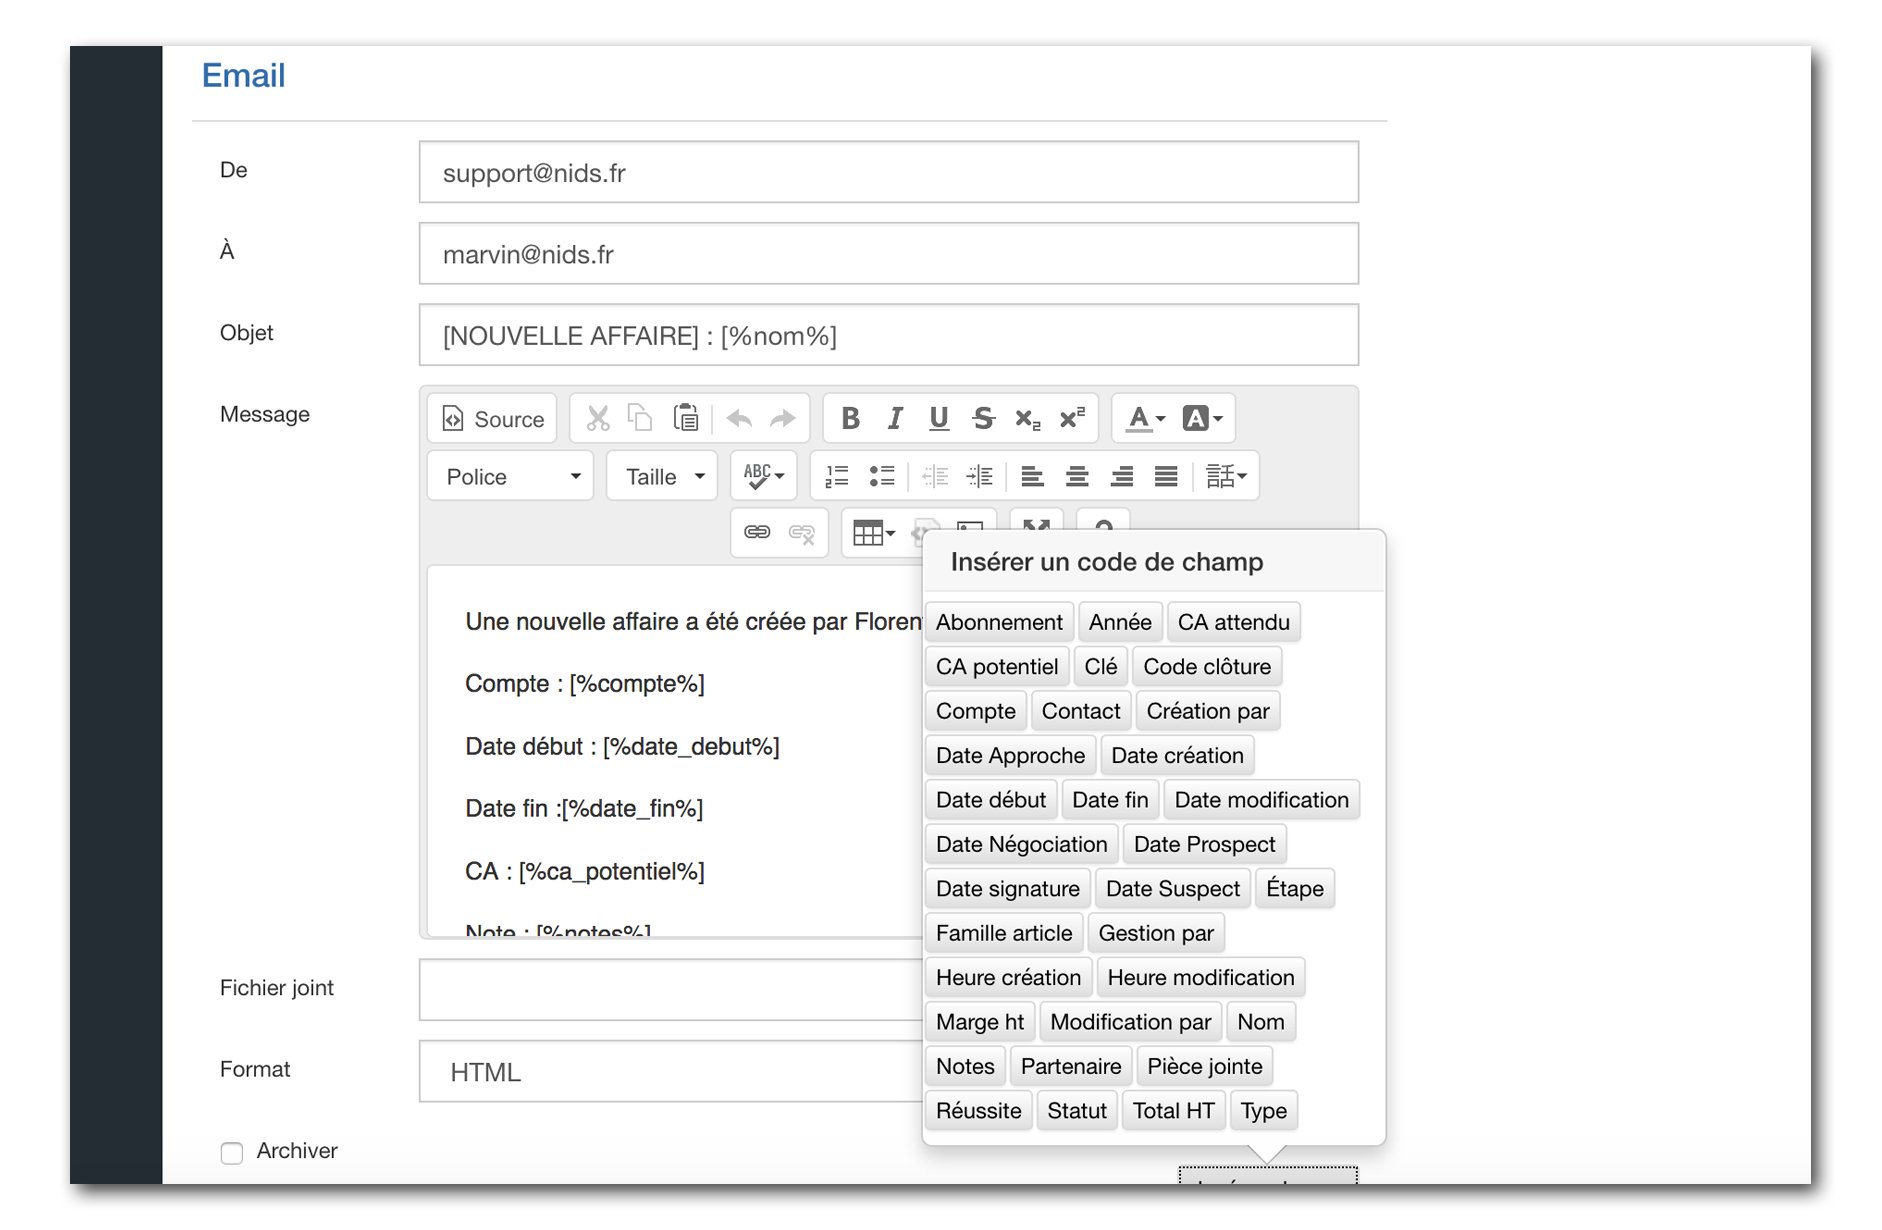 Email
De
support@nids.fr
À
marvin@nids.fr
Objet
[NOUVELLE AFFAIRE] : [%nom%]
Message
Source
B I U S x₂ x²
A A
Police Taille ABC
話
Insérer un code de champ
Une nouvelle affaire a été créée par
Compte : [%compte%]
Date début : [%date_debut%]
Date fin :[%date_fin%]
CA : [%ca_potentiel%]
Note : [%notes%]
Abonnement Année CA attendu
CA potentiel Clé Code clôture
Compte Contact Création par
Date Approche Date création
Date début Date fin Date modification
Date Négociation Date Prospect
Date signature Date Suspect Étape
Famille article Gestion par
Heure création Heure modification
Marge ht Modification par Nom
Notes Partenaire Pièce jointe
Réussite Statut Total HT Type
Fichier joint
Format
HTML
Archiver